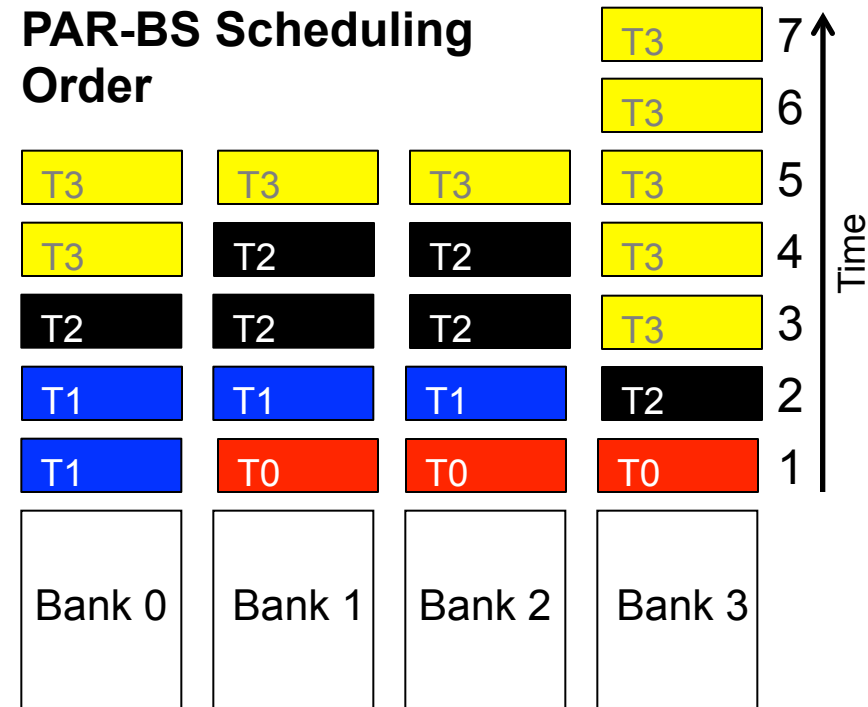 PAR-BS Scheduling
Order
T3 7
T3 6
T3 T3 T3 T3 5
T3 T2 T2 T3 4
T2 T2 T2 T3 3
T1 T1 T1 T2 2
T1 T0 T0 T0 1
Time
Bank 0 Bank 1 Bank 2 Bank 3